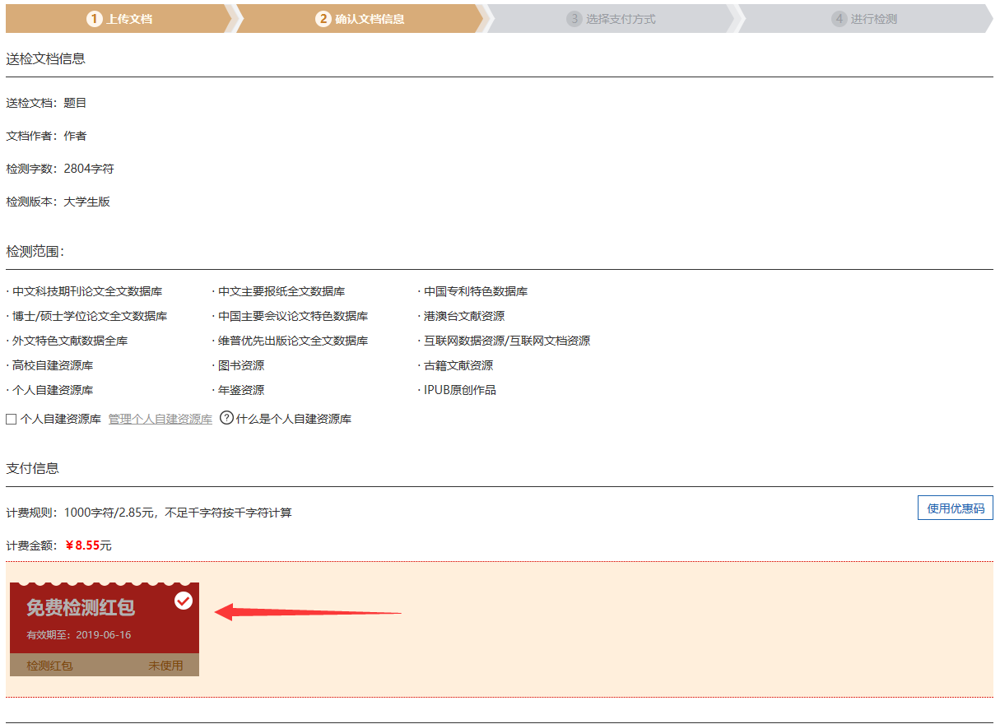 1 上传文档
2 确认文档信息
3 选择支付方式
4 进行检测
送检文档信息
送检文档：题目
文档作者：作者
检测字数：2804字符
检测版本：大学生版
检测范围：
· 中文科技期刊论文全文数据库
· 中文主要报纸全文数据库
· 中国专利特色数据库
· 博士/硕士学位论文全文数据库
· 中国主要会议论文特色数据库
· 港澳台文献资源
· 外文特色文献数据全库
· 维普优先出版论文全文数据库
· 互联网数据资源/互联网文档资源
· 高校自建资源库
· 图书资源
· 古籍文献资源
· 个人自建资源库
· 年鉴资源
· IPUB原创作品
个人自建资源库 管理个人自建资源库 ? 什么是个人自建资源库
支付信息
计费规则：1000字符/2.85元，不足千字符按千字符计算
使用优惠码
计费金额：￥8.55元
免费检测红包
有效期至：2019-06-16
检测红包 未使用